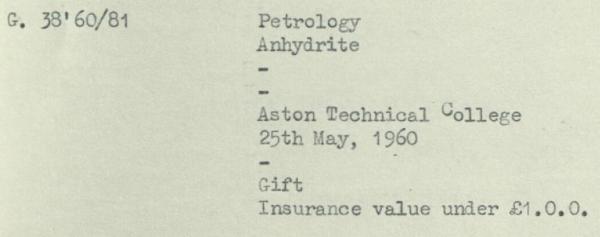 G. 38'60/81 Petrology
Anhydrite
-
-
Aston Technical College
25th May, 1960
-
Gift
Insurance value under £1.0.0.